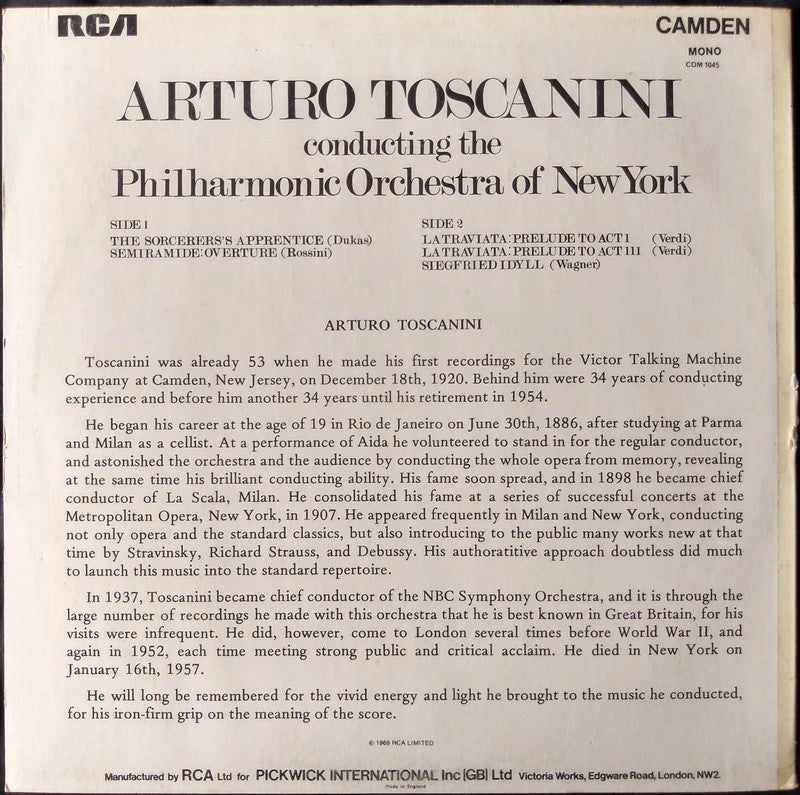 RCA
CAMDEN
MONO
CDM 1045
ARTURO TOSCANINI
conducting the
Philharmonic Orchestra of New York
SIDE 1
THE SORCERERS'S APPRENTICE (Dukas)
SEMIRAMIDE: OVERTURE (Rossini)
SIDE 2
LA TRAVIATA: PRELUDE TO ACT 1 (Verdi)
LA TRAVIATA: PRELUDE TO ACT 111 (Verdi)
SIEGFRIED IDYLL (Wagner)
ARTURO TOSCANINI
Toscanini was already 53 when he made his first recordings for the Victor Talking Machine
Company at Camden, New Jersey, on December 18th, 1920. Behind him were 34 years of conducting
experience and before him another 34 years until his retirement in 1954.
He began his career at the age of 19 in Rio de Janeiro on June 30th, 1886, after studying at Parma
and Milan as a cellist. At a performance of Aida he volunteered to stand in for the regular conductor,
and astonished the orchestra and the audience by conducting the whole opera from memory, revealing
at the same time his brilliant conducting ability. His fame soon spread, and in 1898 he became chief
conductor of La Scala, Milan. He consolidated his fame at a series of successful concerts at the
Metropolitan Opera, New York, in 1907. He appeared frequently in Milan and New York, conducting
not only opera and the standard classics, but also introducing to the public many works new at that
time by Stravinsky, Richard Strauss, and Debussy. His authoratitive approach doubtless did much
to launch this music into the standard repertoire.
In 1937, Toscanini became chief conductor of the NBC Symphony Orchestra, and it is through the
large number of recordings he made with this orchestra that he is best known in Great Britain, for his
visits were infrequent. He did, however, come to London several times before World War II, and
again in 1952, each time meeting strong public and critical acclaim. He died in New York on
January 16th, 1957.
He will long be remembered for the vivid energy and light he brought to the music he conducted,
for his iron-firm grip on the meaning of the score.
© 1969 RCA LIMITED
Manufactured by RCA Ltd for PICKWICK INTERNATIONAL Inc (GB) Ltd Victoria Works, Edgware Road, London, NW2.
Made in England